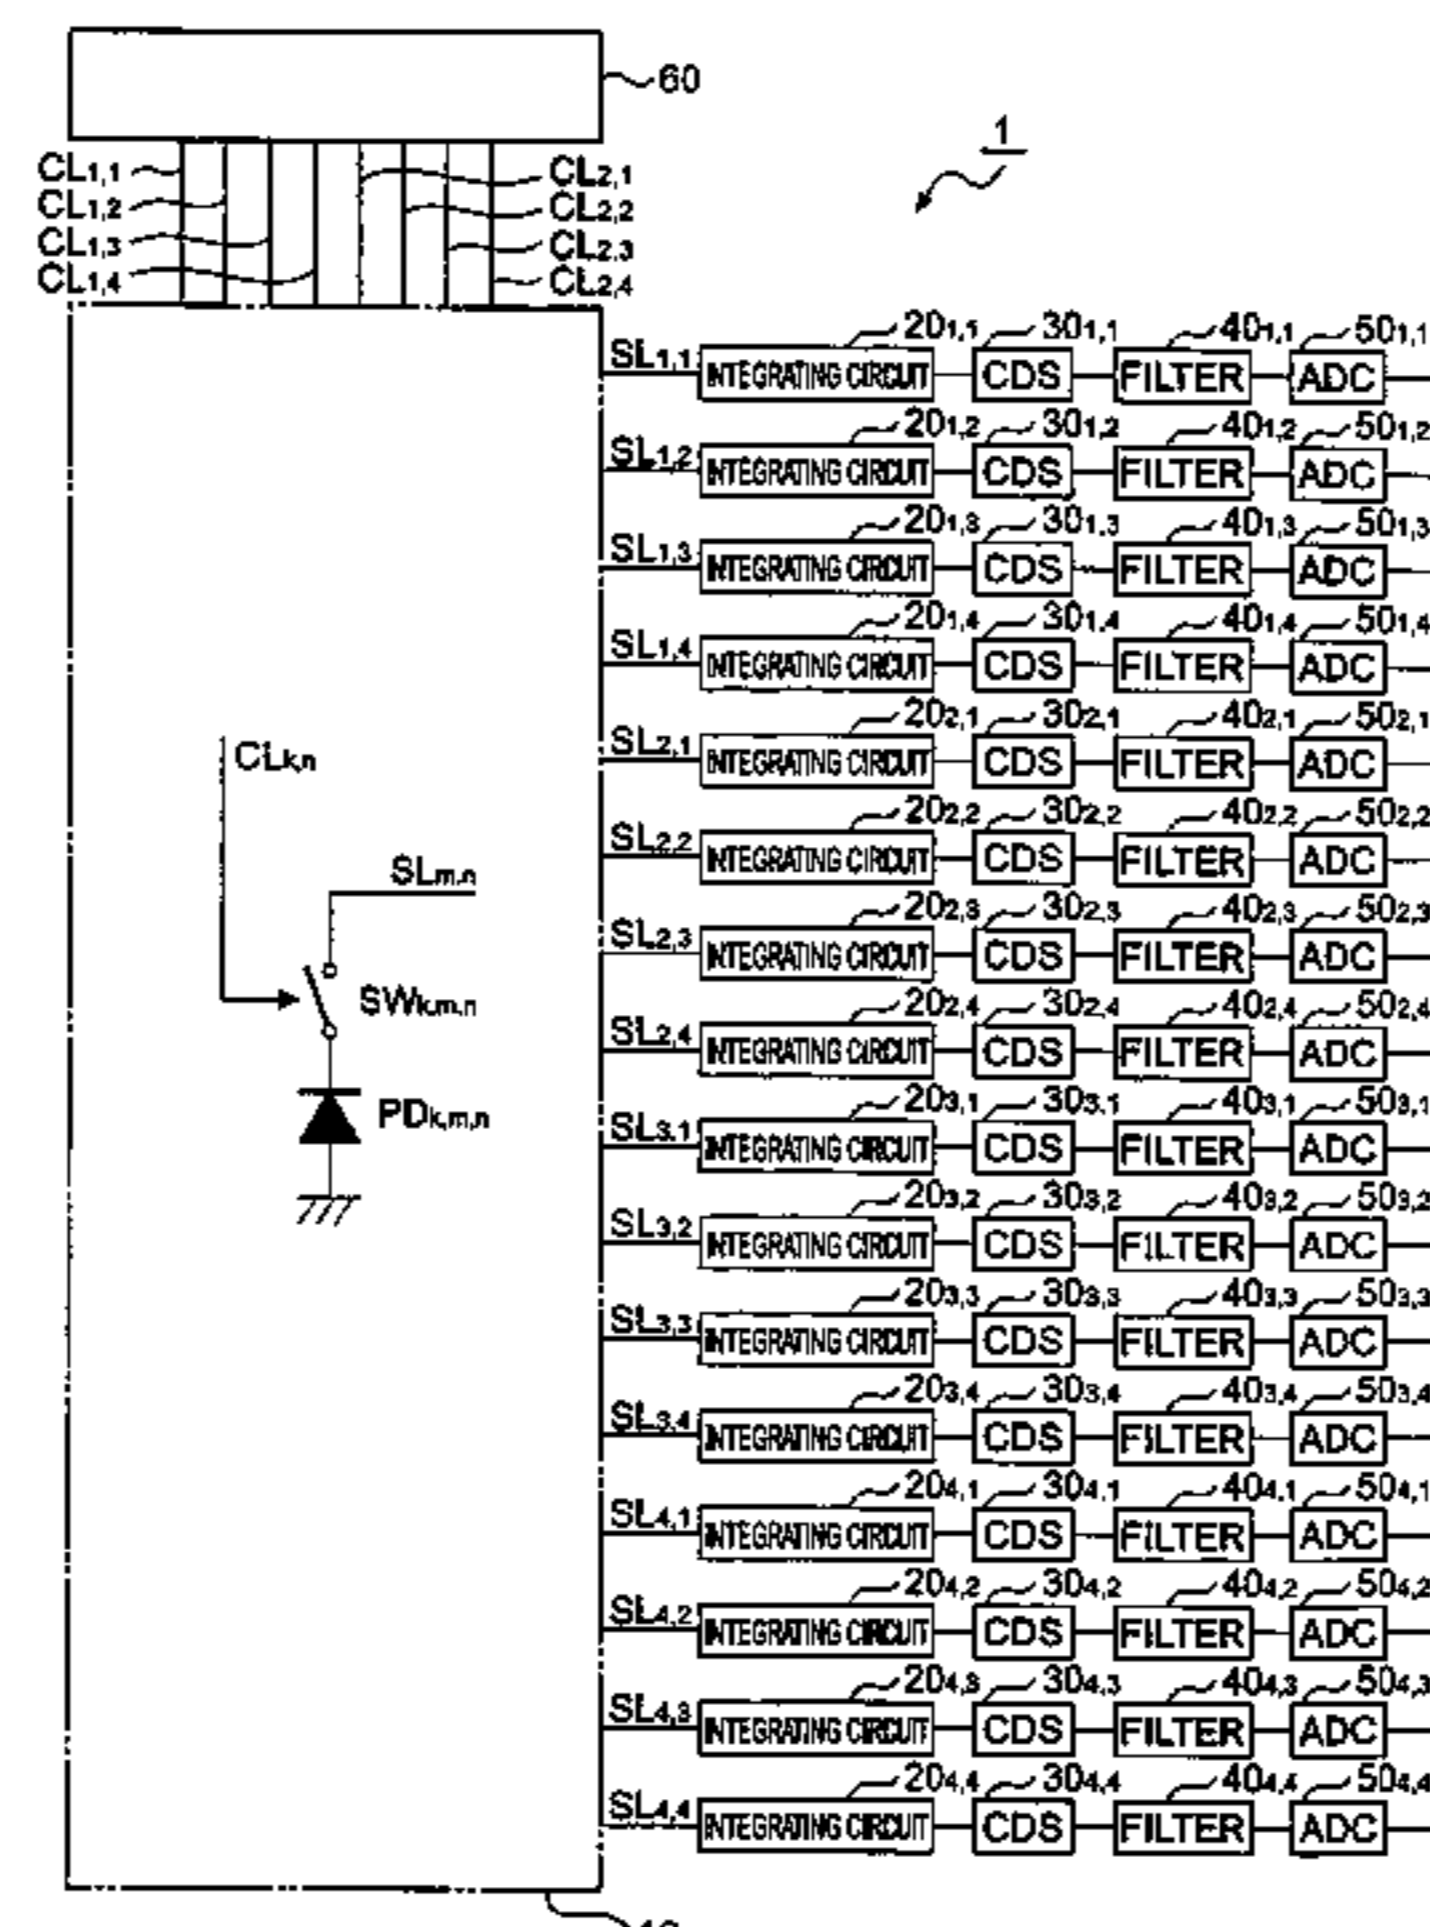 60
1
CL1,1
CL1,2
CL1,3
CL1,4
CL2,1
CL2,2
CL2,3
CL2,4
SL1,1 INTEGRATING CIRCUIT 201,1 CDS 301,1 FILTER 401,1 ADC 501,1
SL1,2 INTEGRATING CIRCUIT 201,2 CDS 301,2 FILTER 401,2 ADC 501,2
SL1,3 INTEGRATING CIRCUIT 201,3 CDS 301,3 FILTER 401,3 ADC 501,3
SL1,4 INTEGRATING CIRCUIT 201,4 CDS 301,4 FILTER 401,4 ADC 501,4
SL2,1 INTEGRATING CIRCUIT 202,1 CDS 302,1 FILTER 402,1 ADC 502,1
SL2,2 INTEGRATING CIRCUIT 202,2 CDS 302,2 FILTER 402,2 ADC 502,2
SL2,3 INTEGRATING CIRCUIT 202,3 CDS 302,3 FILTER 402,3 ADC 502,3
SL2,4 INTEGRATING CIRCUIT 202,4 CDS 302,4 FILTER 402,4 ADC 502,4
SL3,1 INTEGRATING CIRCUIT 203,1 CDS 303,1 FILTER 403,1 ADC 503,1
SL3,2 INTEGRATING CIRCUIT 203,2 CDS 303,2 FILTER 403,2 ADC 503,2
SL3,3 INTEGRATING CIRCUIT 203,3 CDS 303,3 FILTER 403,3 ADC 503,3
SL3,4 INTEGRATING CIRCUIT 203,4 CDS 303,4 FILTER 403,4 ADC 503,4
SL4,1 INTEGRATING CIRCUIT 204,1 CDS 304,1 FILTER 404,1 ADC 504,1
SL4,2 INTEGRATING CIRCUIT 204,2 CDS 304,2 FILTER 404,2 ADC 504,2
SL4,3 INTEGRATING CIRCUIT 204,3 CDS 304,3 FILTER 404,3 ADC 504,3
SL4,4 INTEGRATING CIRCUIT 204,4 CDS 304,4 FILTER 404,4 ADC 504,4
CLk,n
SLm,n
SWk,m,n
PDk,m,n